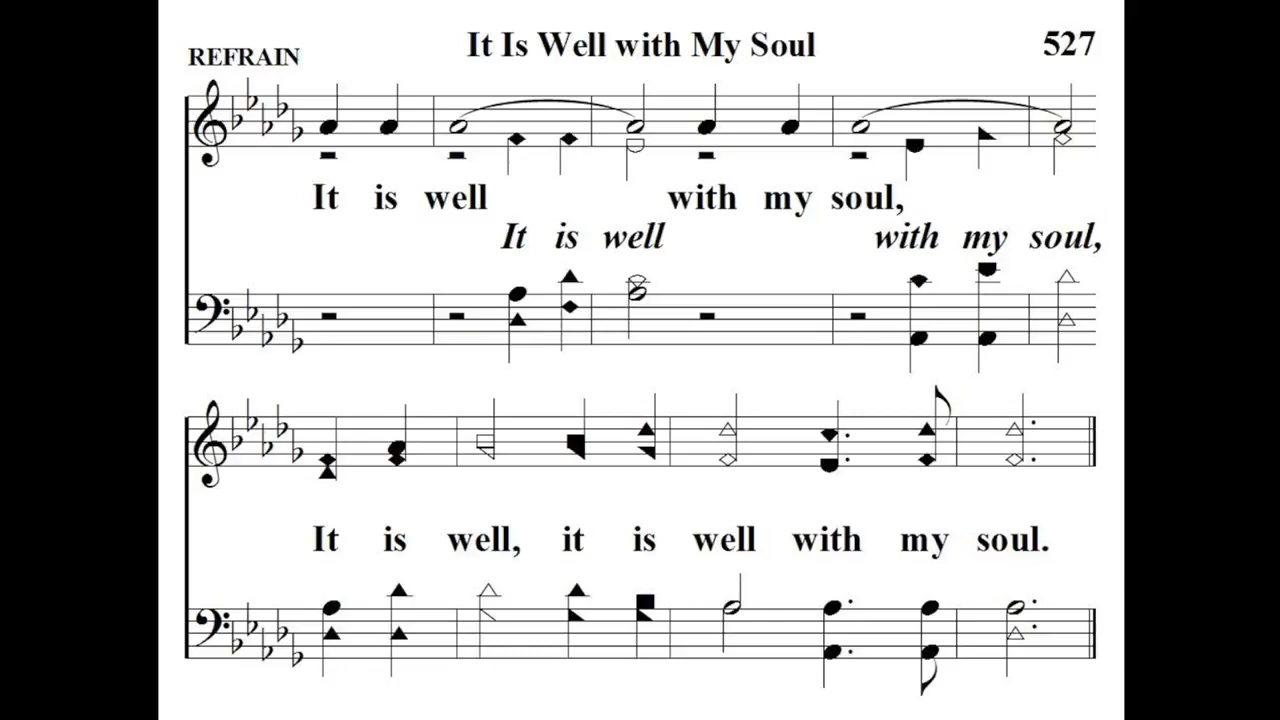 It Is Well with My Soul
527
REFRAIN
It is well with my soul,
It is well with my soul,
It is well, it is well with my soul.